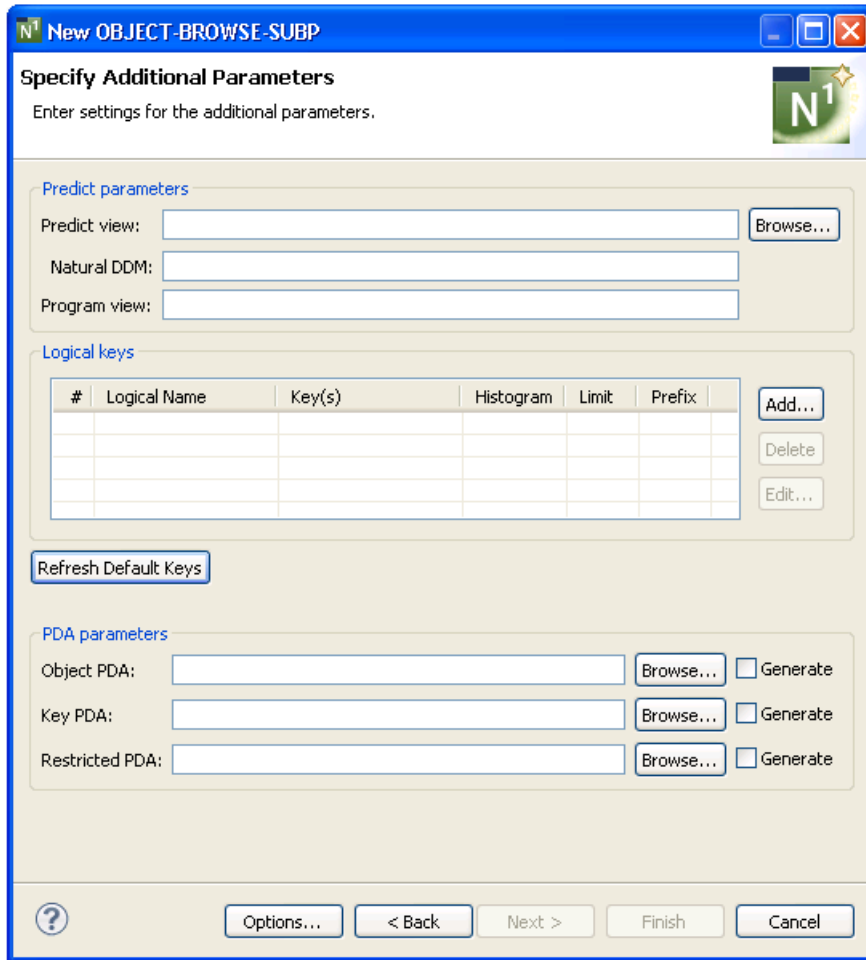 N1 New OBJECT-BROWSE-SUBP
Specify Additional Parameters
Enter settings for the additional parameters.
N1
Predict parameters
Predict view: Browse...
Natural DDM:
Program view:
Logical keys
# Logical Name Key(s) Histogram Limit Prefix
Add...
Delete
Edit...
Refresh Default Keys
PDA parameters
Object PDA: Browse... Generate
Key PDA: Browse... Generate
Restricted PDA: Browse... Generate
? Options... < Back Next > Finish Cancel